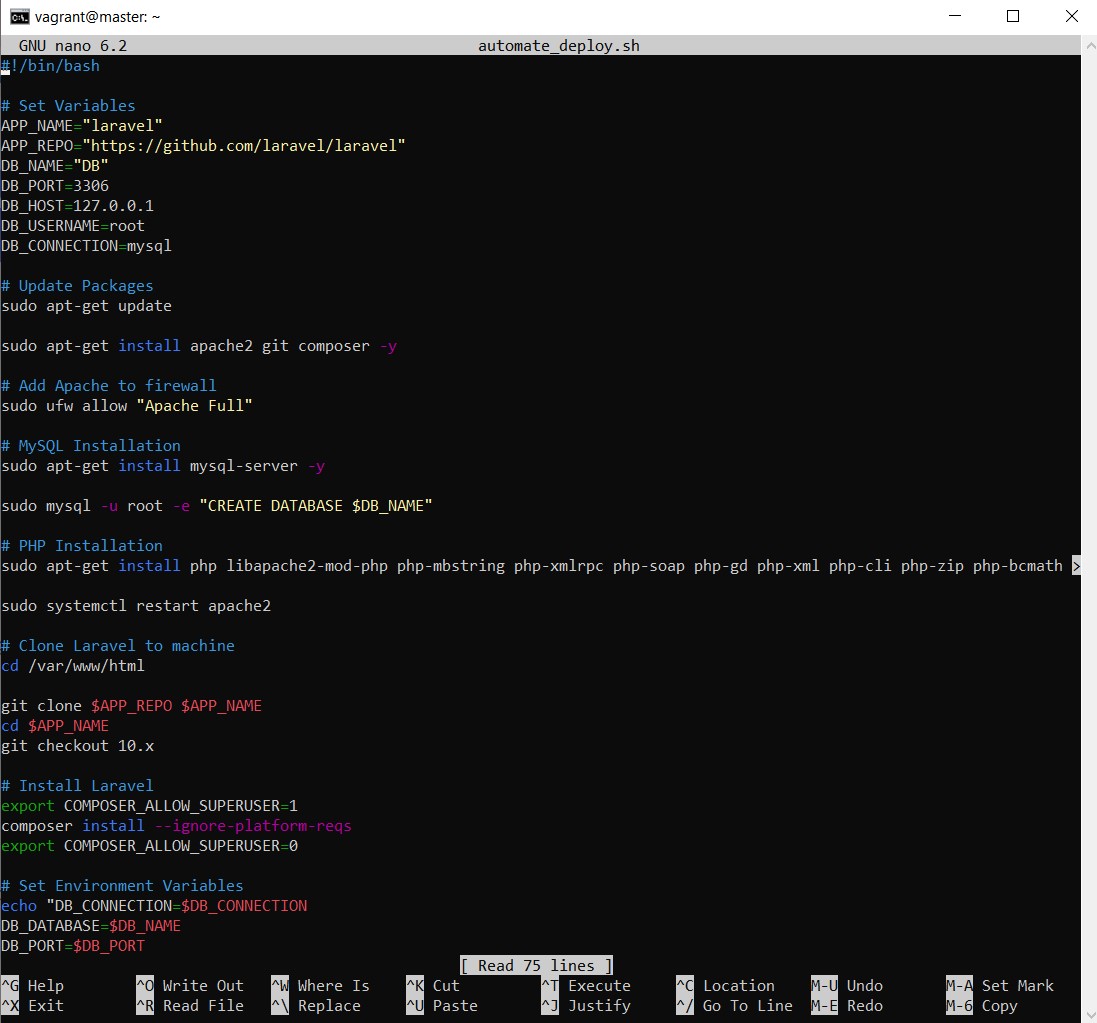 vagrant@master: ~
GNU nano 6.2 automate_deploy.sh
#!/bin/bash
# Set Variables
APP_NAME="laravel"
APP_REPO="https://github.com/laravel/laravel"
DB_NAME="DB"
DB_PORT=3306
DB_HOST=127.0.0.1
DB_USERNAME=root
DB_CONNECTION=mysql
# Update Packages
sudo apt-get update
sudo apt-get install apache2 git composer -y
# Add Apache to firewall
sudo ufw allow "Apache Full"
# MySQL Installation
sudo apt-get install mysql-server -y
sudo mysql -u root -e "CREATE DATABASE $DB_NAME"
# PHP Installation
sudo apt-get install php libapache2-mod-php php-mbstring php-xmlrpc php-soap php-gd php-xml php-cli php-zip php-bcmath >
sudo systemctl restart apache2
# Clone Laravel to machine
cd /var/www/html
git clone $APP_REPO $APP_NAME
cd $APP_NAME
git checkout 10.x
# Install Laravel
export COMPOSER_ALLOW_SUPERUSER=1
composer install --ignore-platform-reqs
export COMPOSER_ALLOW_SUPERUSER=0
# Set Environment Variables
echo "DB_CONNECTION=$DB_CONNECTION
DB_DATABASE=$DB_NAME
DB_PORT=$DB_PORT
[ Read 75 lines ]
^G Help ^O Write Out ^W Where Is ^K Cut ^T Execute ^C Location M-U Undo M-A Set Mark
^X Exit ^R Read File ^\ Replace ^U Paste ^J Justify ^/ Go To Line M-E Redo M-6 Copy